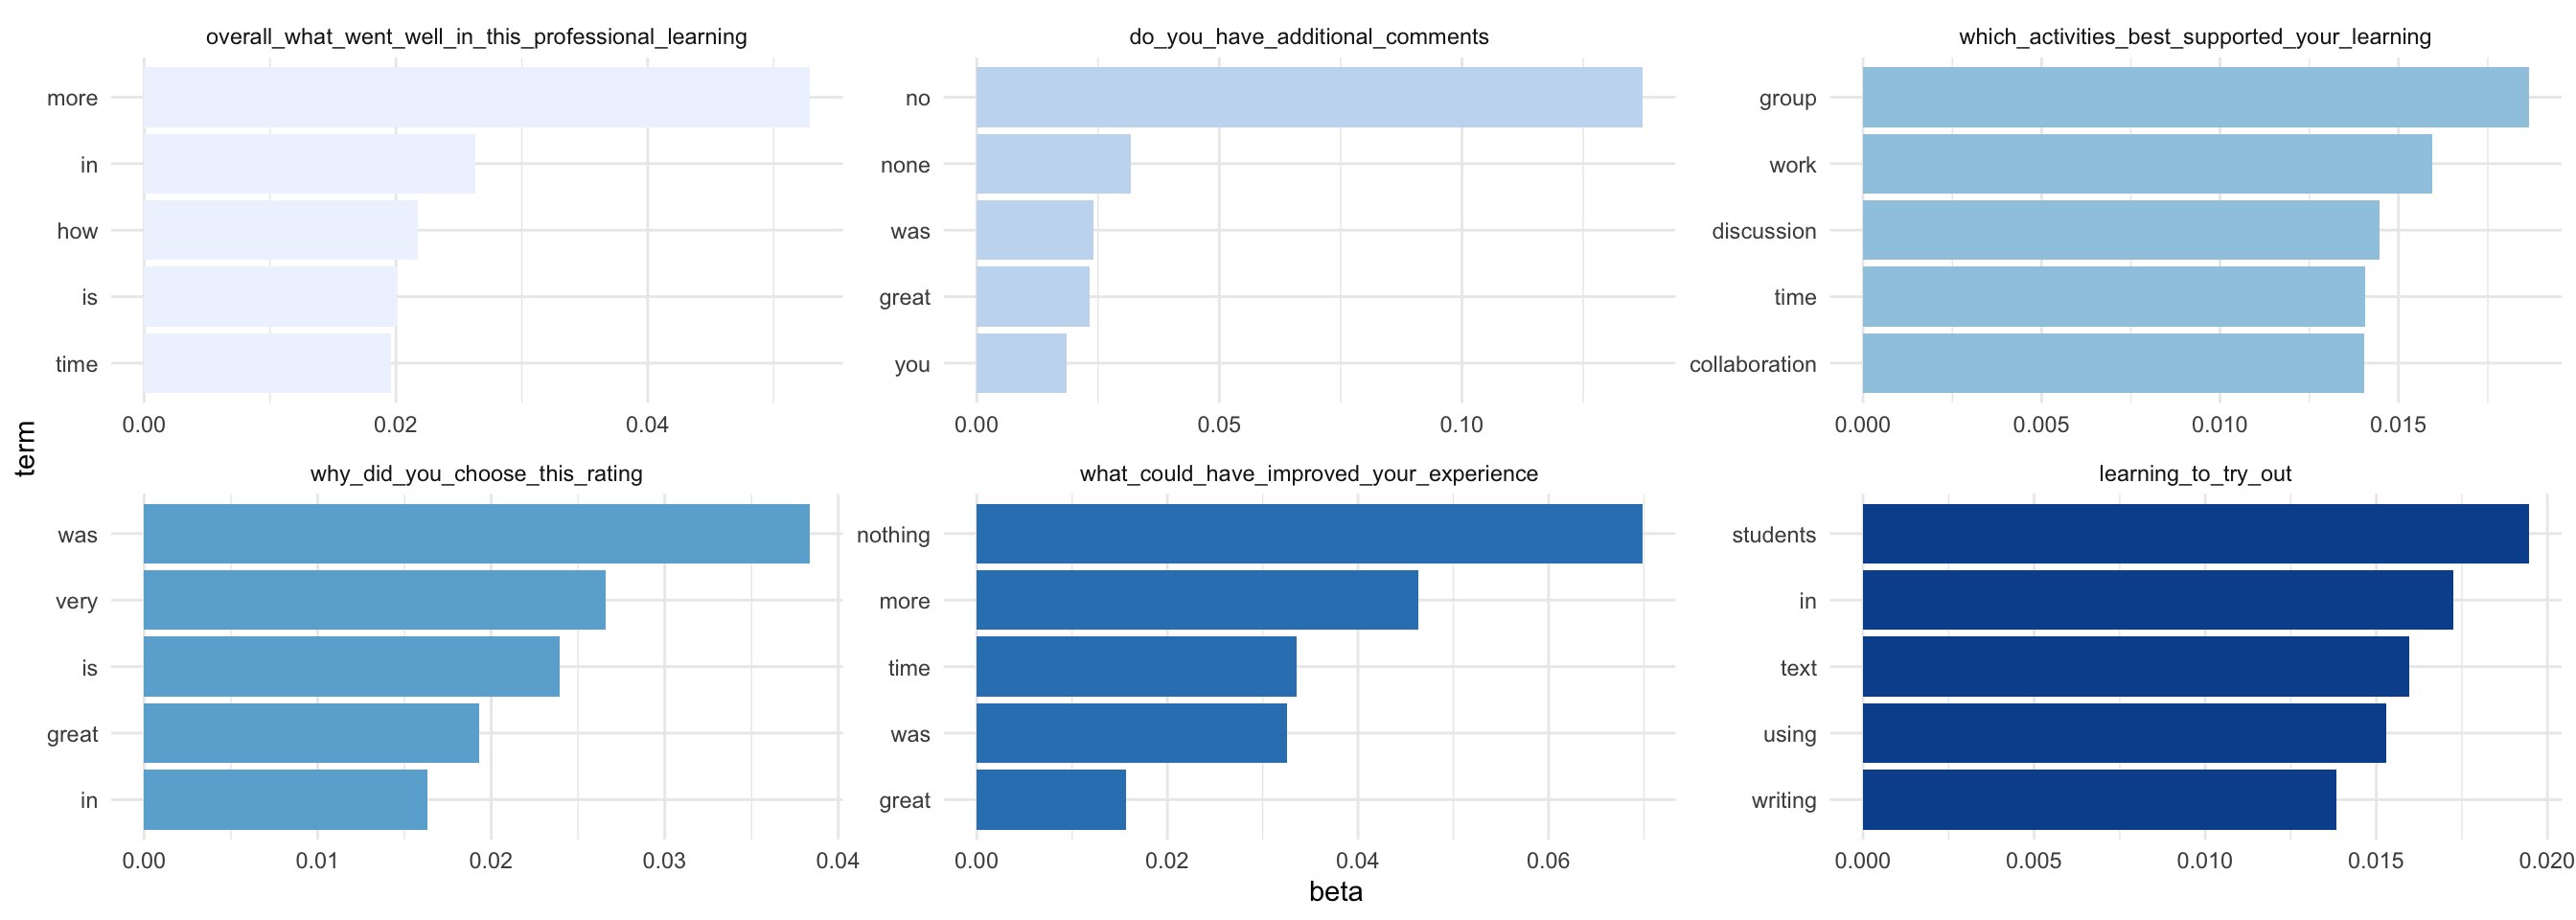 overall_what_went_well_in_this_professional_learning
do_you_have_additional_comments
which_activities_best_supported_your_learning
more
in
how
is
time
0.00 0.02 0.04
no
none
was
great
you
0.00 0.05 0.10
group
work
discussion
time
collaboration
0.000 0.005 0.010 0.015
term
why_did_you_choose_this_rating
what_could_have_improved_your_experience
learning_to_try_out
was
very
is
great
in
0.00 0.01 0.02 0.03 0.04
nothing
more
time
was
great
0.00 0.02 0.04 0.06
students
in
text
using
writing
0.000 0.005 0.010 0.015 0.020
beta